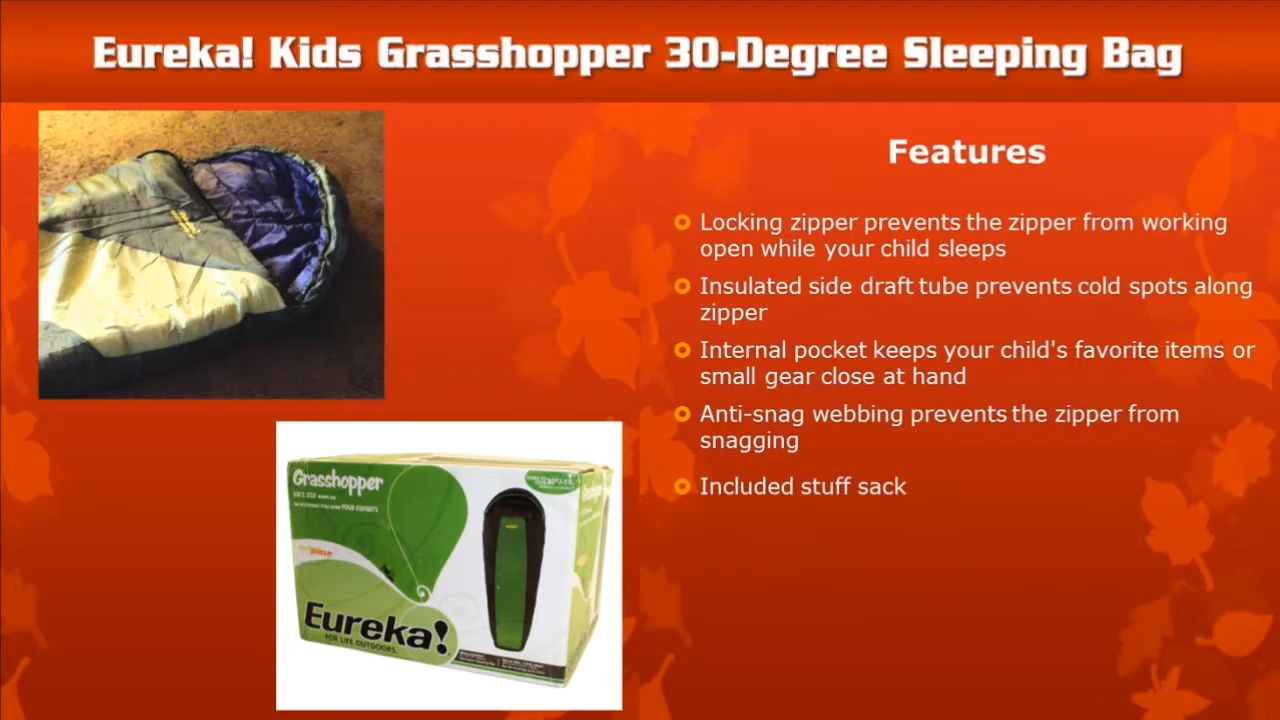 Eureka! Kids Grasshopper 30-Degree Sleeping Bag
Features
Locking zipper prevents the zipper from working
open while your child sleeps
Insulated side draft tube prevents cold spots along
zipper
Internal pocket keeps your child's favorite items or
small gear close at hand
Anti-snag webbing prevents the zipper from
snagging
Included stuff sack
Grasshopper
POUR ENFANTS
Eureka!
FOR LIFE OUTDOORS.